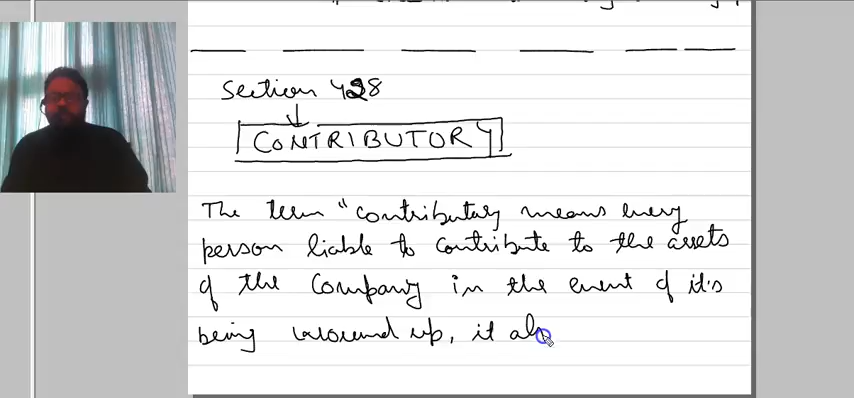 Section 428
CONTRIBUTORY
The term "contributory means every
person liable to contribute to the assets
of the Company in the event of it's
being wound up, it also